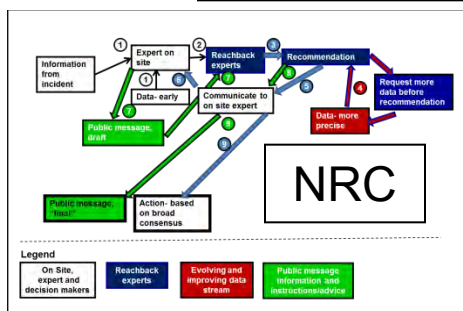 1
Expert on
site
2
Reachback
experts
3
Recommendation
Information
from
incident
1
Data- early
6
7
Communicate to
on site expert
8
5
4
Request more
data before
recommendation
7
Public message,
draft
Data- more
precise
9
NRC
Public message,
"final"
Action- based
on broad
consensus
Legend
On Site,
expert and
decision makers
Reachback
experts
Evolving and
improving data
stream
Public message
information and
instructions/advice